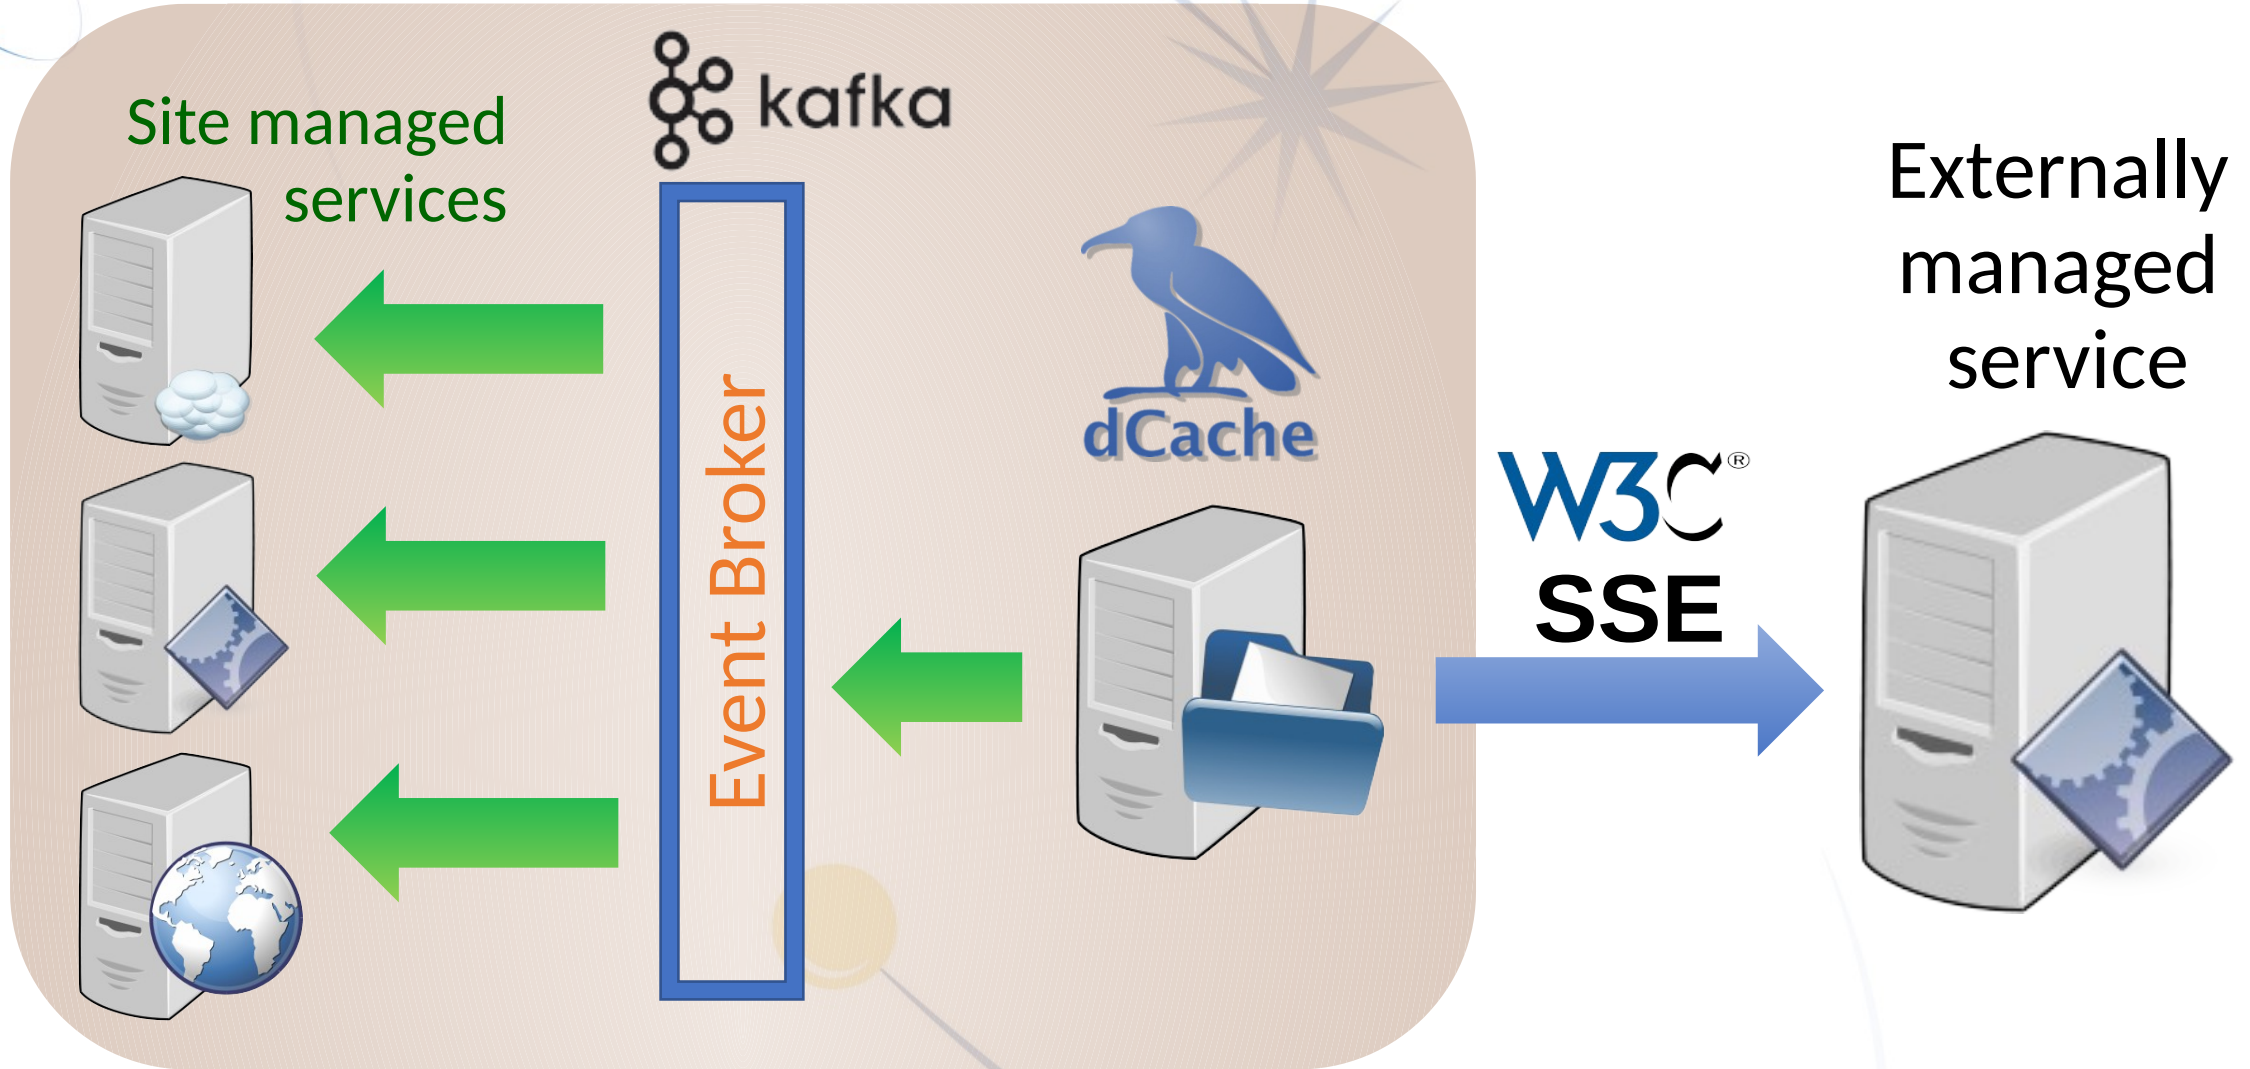 Site managed
services
kafka
Event Broker
dCache
W3C®
SSE
Externally
managed
service